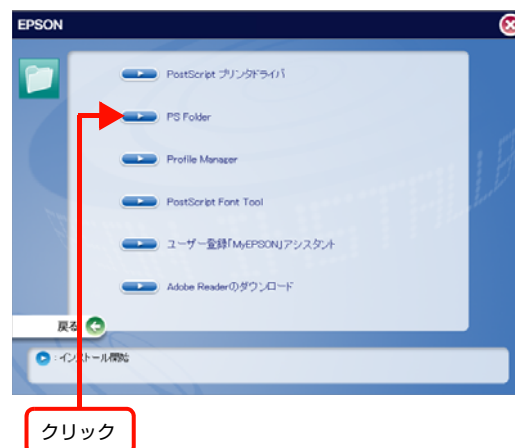 EPSON
PostScript プリンタドライバ
PS Folder
Profile Manager
PostScript Font Tool
ユーザー登録「MyEPSON」アシスタント
Adobe Readerのダウンロード
戻る
：インストール開始
クリック